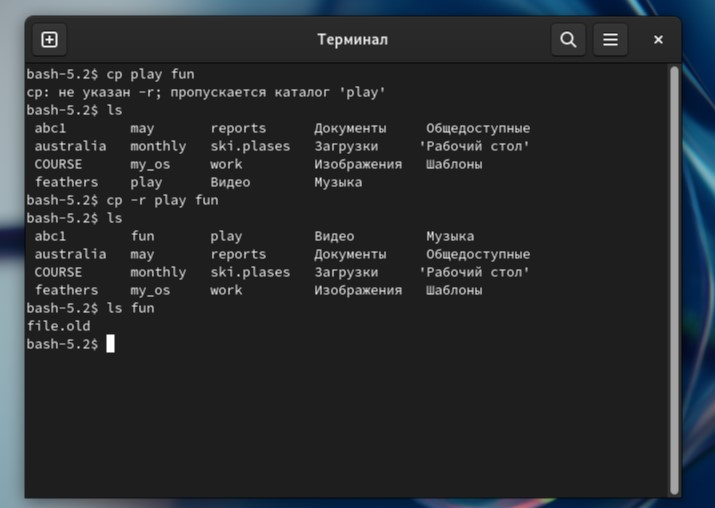 Терминал
bash-5.2$ cp play fun
cp: не указан -r; пропускается каталог 'play'
bash-5.2$ ls
abc1 may reports Документы Общедоступные
australia monthly ski.plases Загрузки 'Рабочий стол'
COURSE my_os work Изображения Шаблоны
feathers play Видео Музыка
bash-5.2$ cp -r play fun
bash-5.2$ ls
abc1 fun play Видео Музыка
australia may reports Документы Общедоступные
COURSE monthly ski.plases Загрузки 'Рабочий стол'
feathers my_os work Изображения Шаблоны
bash-5.2$ ls fun
file.old
bash-5.2$